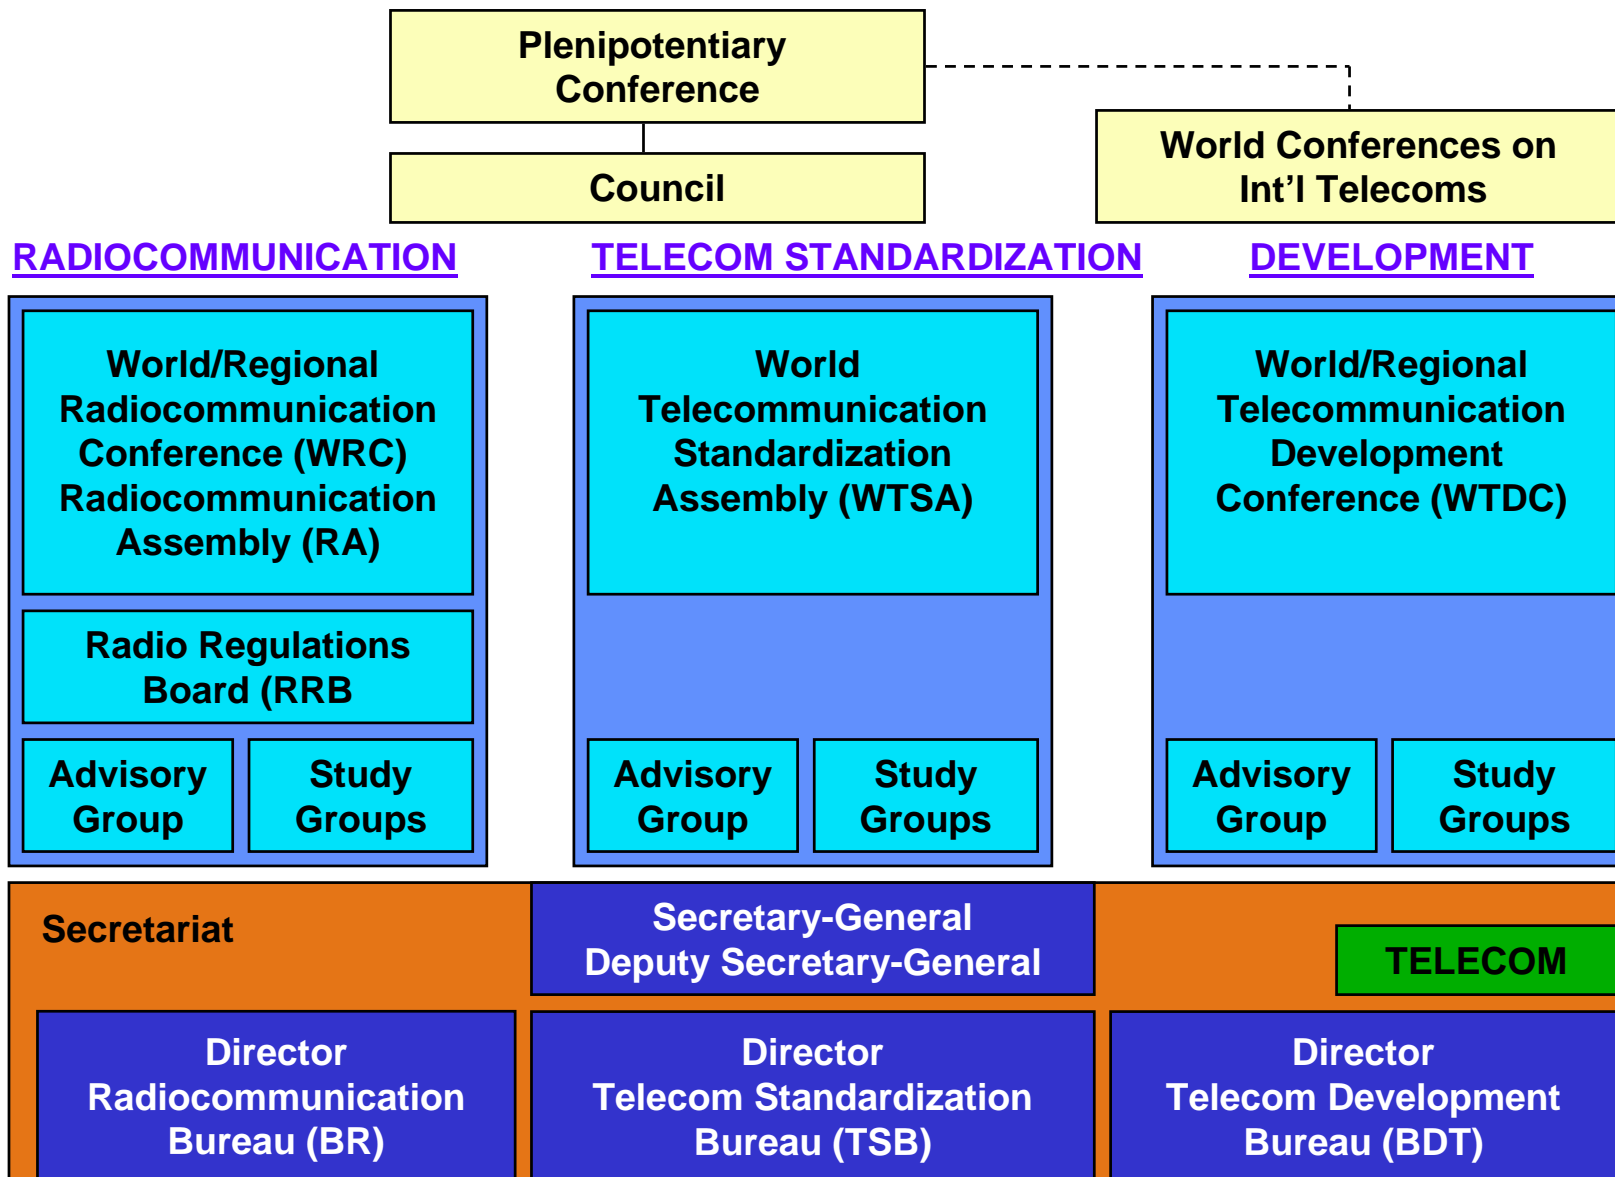 Plenipotentiary
Conference
Council
World Conferences on
Int’l Telecoms
RADIOCOMMUNICATION
TELECOM STANDARDIZATION
DEVELOPMENT
World/Regional
Radiocommunication
Conference (WRC)
Radiocommunication
Assembly (RA)
Radio Regulations
Board (RRB
Advisory
Group
Study
Groups
World
Telecommunication
Standardization
Assembly (WTSA)
Advisory
Group
Study
Groups
World/Regional
Telecommunication
Development
Conference (WTDC)
Advisory
Group
Study
Groups
Secretariat
Secretary-General
Deputy Secretary-General
TELECOM
Director
Radiocommunication
Bureau (BR)
Director
Telecom Standardization
Bureau (TSB)
Director
Telecom Development
Bureau (BDT)